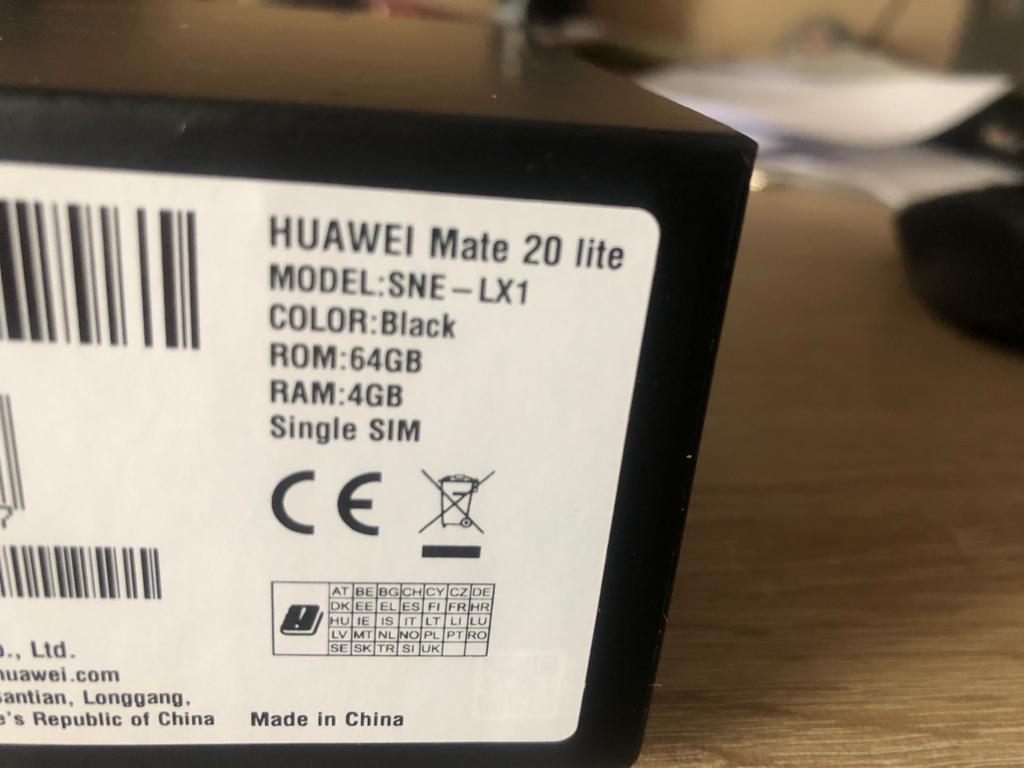 HUAWEI Mate 20 lite
MODEL:SNE-LX1
COLOR:Black
ROM:64GB
RAM:4GB
Single SIM
CE
AT BE BG CH CY CZ DE
DK EE EL ES FI FR HR
HU IE IS IT LT LI LU
LV MT NL NO PL PT RO
SE SK TR SI UK
Ltd.
huawei.com
Bantian, Longgang,
Republic of China
Made in China